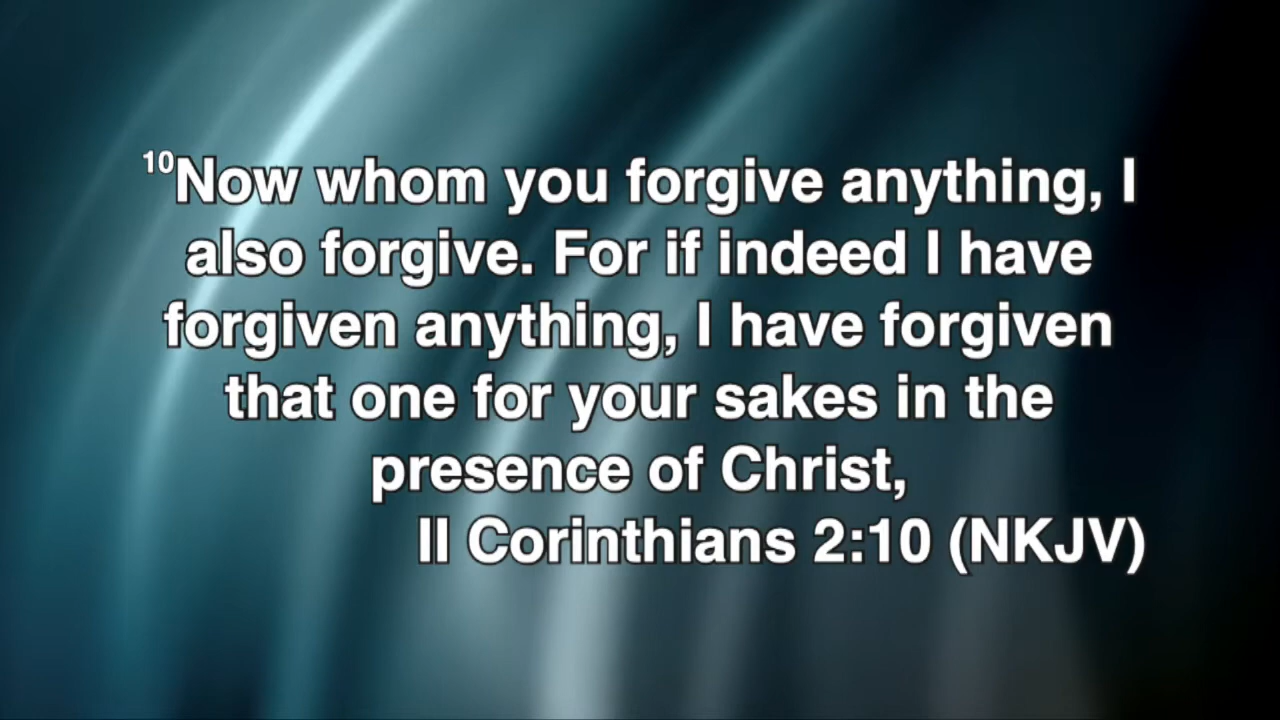 ¹⁰Now whom you forgive anything, I
also forgive. For if indeed I have
forgiven anything, I have forgiven
that one for your sakes in the
presence of Christ,
II Corinthians 2:10 (NKJV)